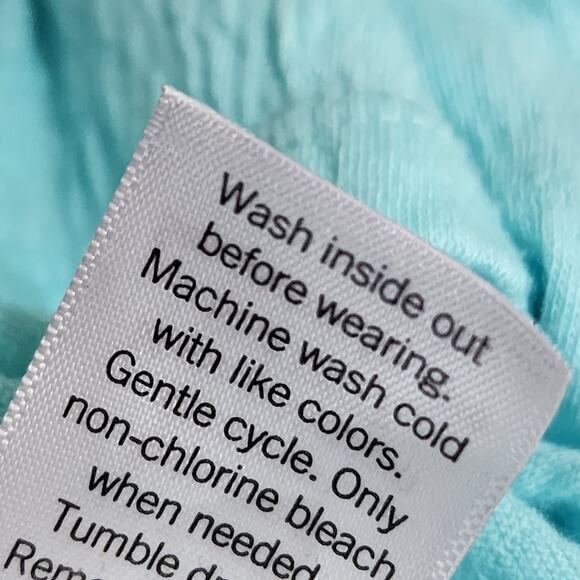 Wash inside out
before wearing.
Machine wash cold
with like colors.
Gentle cycle. Only
non-chlorine bleach
when needed
Tumble